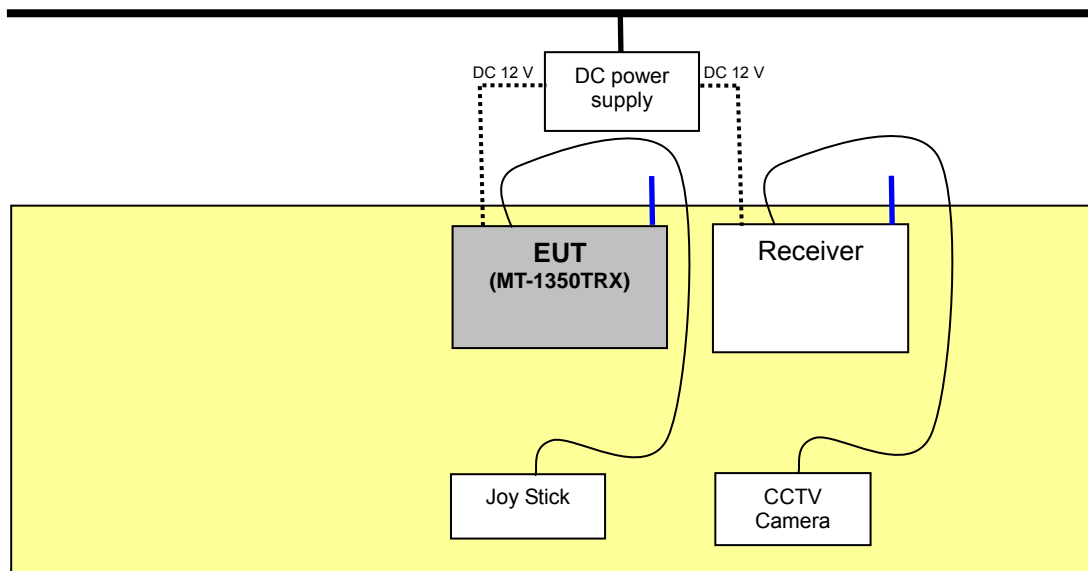 DC 12 V
DC power
supply
DC 12 V
EUT
(MT-1350TRX)
Receiver
Joy Stick
CCTV
Camera